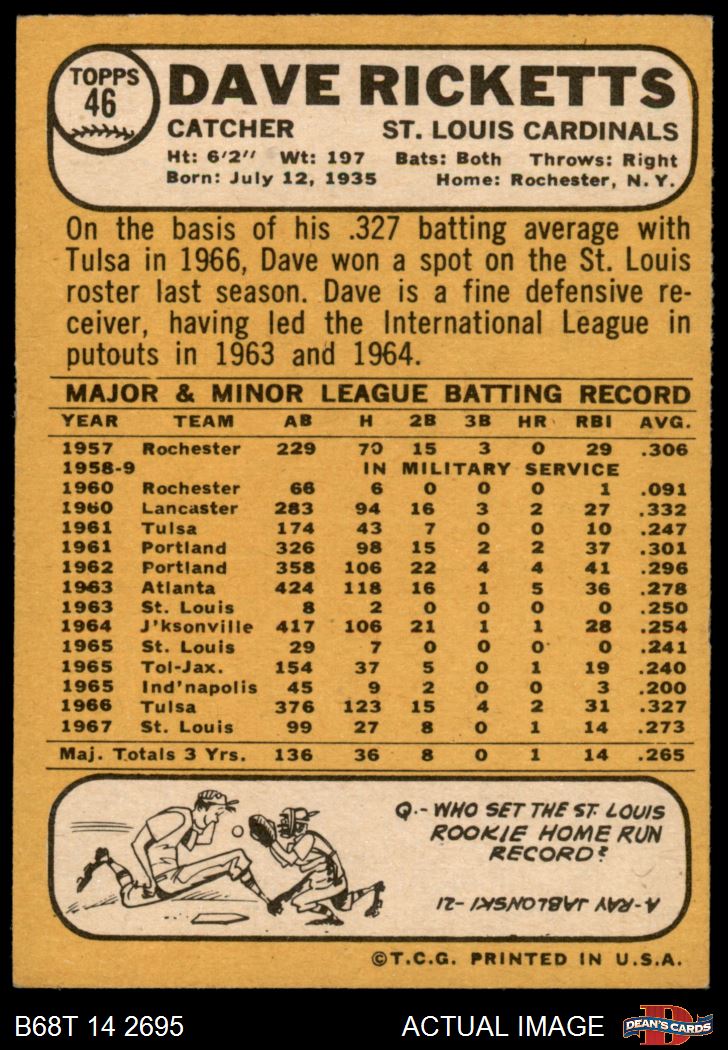 TOPPS
46
DAVE RICKETTS
CATCHER ST. LOUIS CARDINALS
Ht: 6'2" Wt: 197 Bats: Both Throws: Right
Born: July 12, 1935 Home: Rochester, N.Y.
On the basis of his .327 batting average with
Tulsa in 1966, Dave won a spot on the St. Louis
roster last season. Dave is a fine defensive re-
ceiver, having led the International League in
putouts in 1963 and 1964.
MAJOR & MINOR LEAGUE BATTING RECORD
YEAR TEAM AB H 2B 3B HR RBI AVG.
1957 Rochester 229 70 15 3 0 29 .306
1958-9 IN MILITARY SERVICE
1960 Rochester 66 6 0 0 0 1 .091
1960 Lancaster 283 94 16 3 2 27 .332
1961 Tulsa 174 43 7 0 0 10 .247
1961 Portland 326 98 15 2 2 37 .301
1962 Portland 358 106 22 4 4 41 .296
1963 Atlanta 424 118 16 1 5 36 .278
1963 St. Louis 8 2 0 0 0 0 .250
1964 J'ksonville 417 106 21 1 1 28 .254
1965 St. Louis 29 7 0 0 0 0 .241
1965 Tol-Jax. 154 37 5 0 1 19 .240
1965 Ind'napolis 45 9 2 0 0 3 .200
1966 Tulsa 376 123 15 4 2 31 .327
1967 St. Louis 99 27 8 0 1 14 .273
Maj. Totals 3 Yrs. 136 36 8 0 1 14 .265
Q.- WHO SET THE ST. LOUIS
ROOKIE HOME RUN
RECORD?
A-RAY JABLONSKI-21
©T.C.G. PRINTED IN U.S.A.
B68T 14 2695 ACTUAL IMAGE
D
DEAN'S CARDS